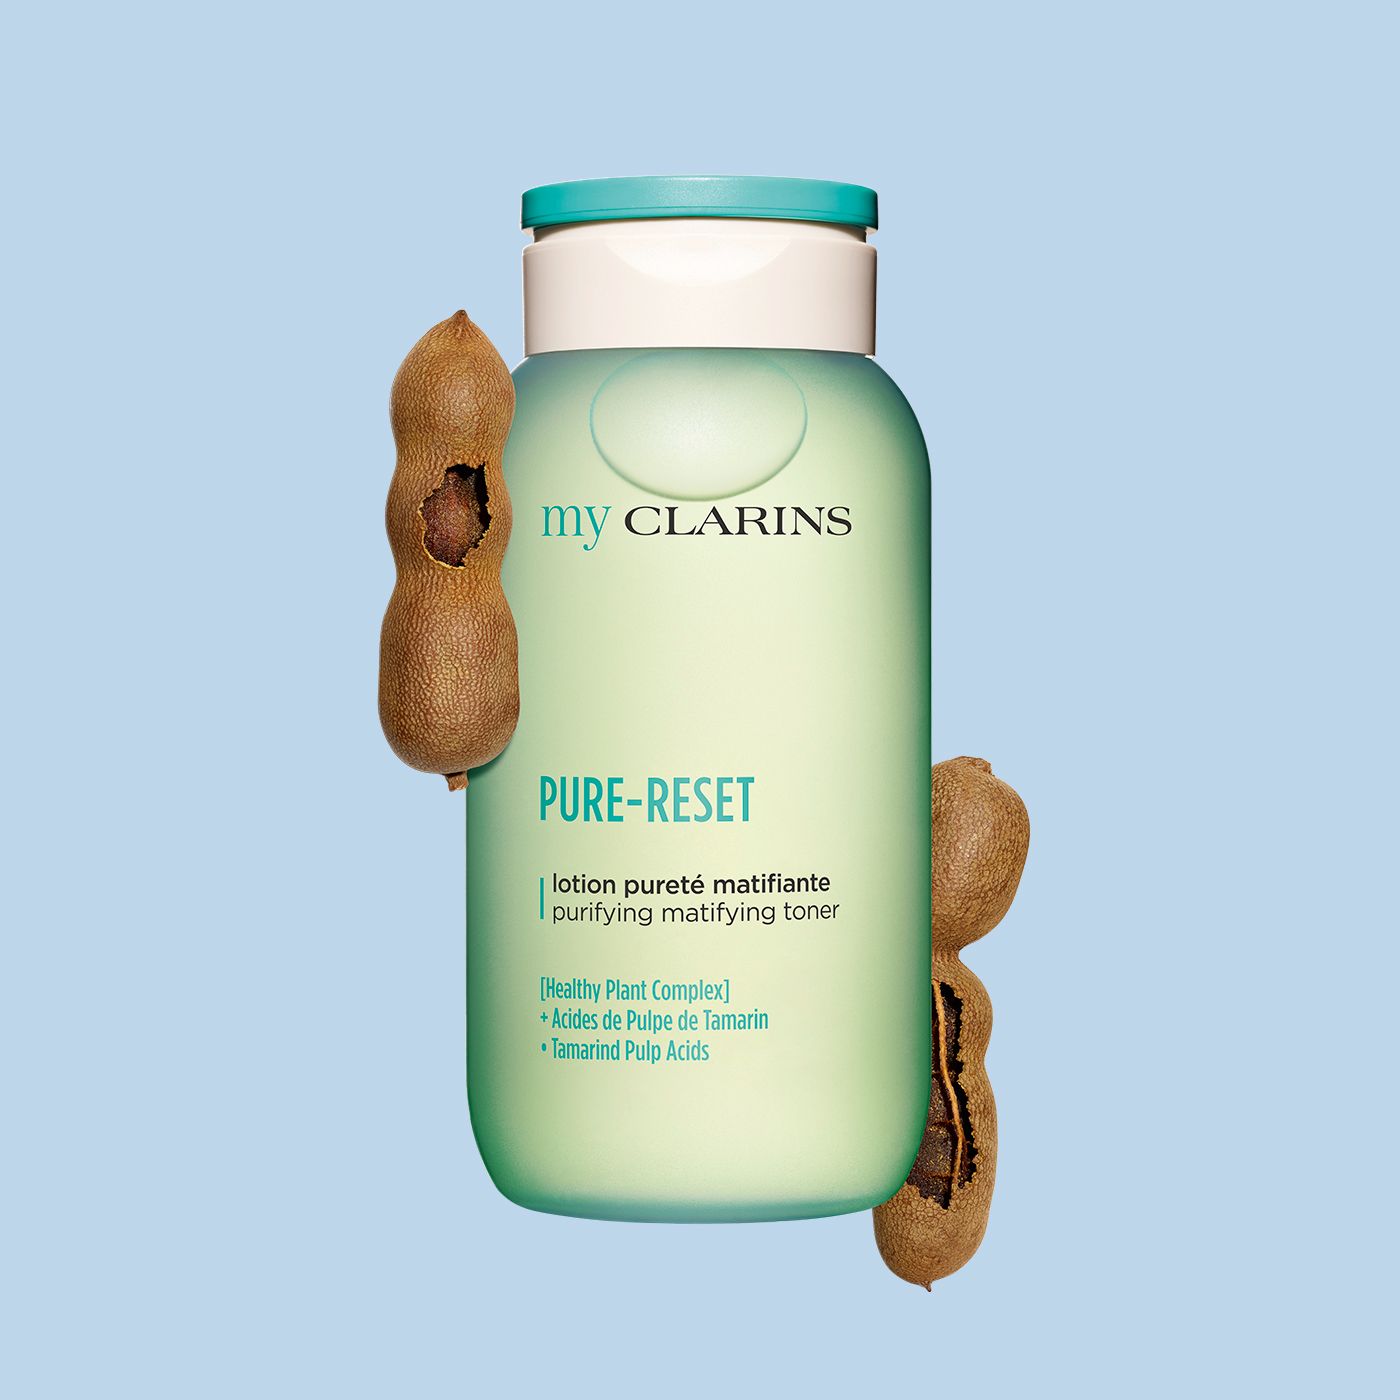 my CLARINS
PURE-RESET
lotion pureté matifiante
purifying matifying toner
[Healthy Plant Complex]
+ Acides de Pulpe de Tamarin
• Tamarind Pulp Acids